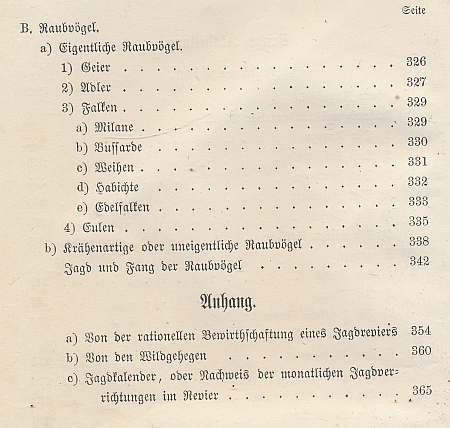 Seite
B. Raubvögel.
a) Eigentliche Raubvögel.
1) Geier . . . . . . . . . . . . 326
2) Adler . . . . . . . . . . . . 327
3) Falken . . . . . . . . . . . . 329
a) Milane . . . . . . . . . . . 329
b) Buffarde . . . . . . . . . . 330
c) Weihen . . . . . . . . . . . 331
d) Habichte . . . . . . . . . . 332
e) Edelfalken . . . . . . . . . 333
4) Eulen . . . . . . . . . . . . 335
b) Krähenartige oder uneigentliche Raubvögel . . . . 338
Jagd und Fang der Raubvögel . . . . . . 342
Anhang.
a) Von der rationellen Bewirthschaftung eines Jagdreviers 354
b) Von den Wildgehegen . . . . . . . . 360
c) Jagdkalender, oder Nachweis der monatlichen Jagdver-
richtungen im Revier . . . . . . . . 365